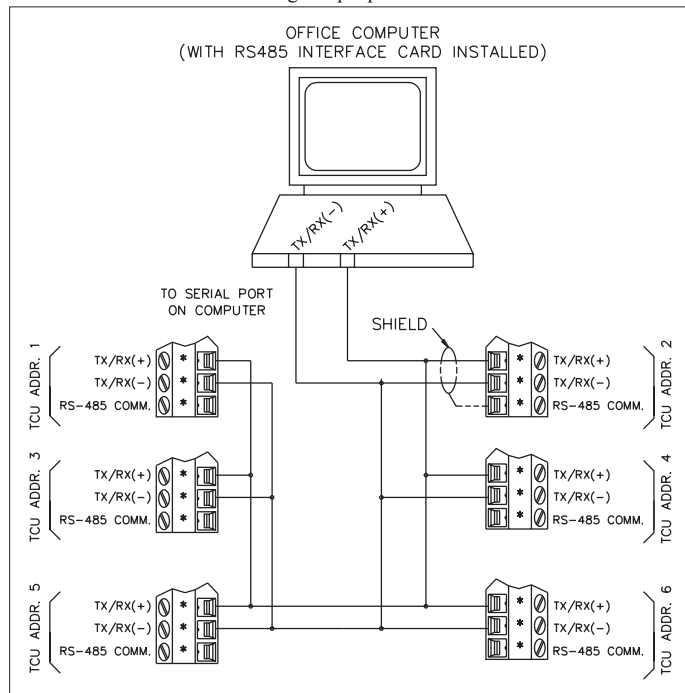 OFFICE COMPUTER
(WITH RS485 INTERFACE CARD INSTALLED)
TX/RX(-)
TX/RX(+)
TO SERIAL PORT
ON COMPUTER
SHIELD
TCU ADDR. 1
TX/RX(+) *
TX/RX(-) *
RS-485 COMM. *
TCU ADDR. 2
* TX/RX(+)
* TX/RX(-)
* RS-485 COMM.
TCU ADDR. 3
TX/RX(+) *
TX/RX(-) *
RS-485 COMM. *
TCU ADDR. 4
* TX/RX(+)
* TX/RX(-)
* RS-485 COMM.
TCU ADDR. 5
TX/RX(+) *
TX/RX(-) *
RS-485 COMM. *
TCU ADDR. 6
* TX/RX(+)
* TX/RX(-)
* RS-485 COMM.